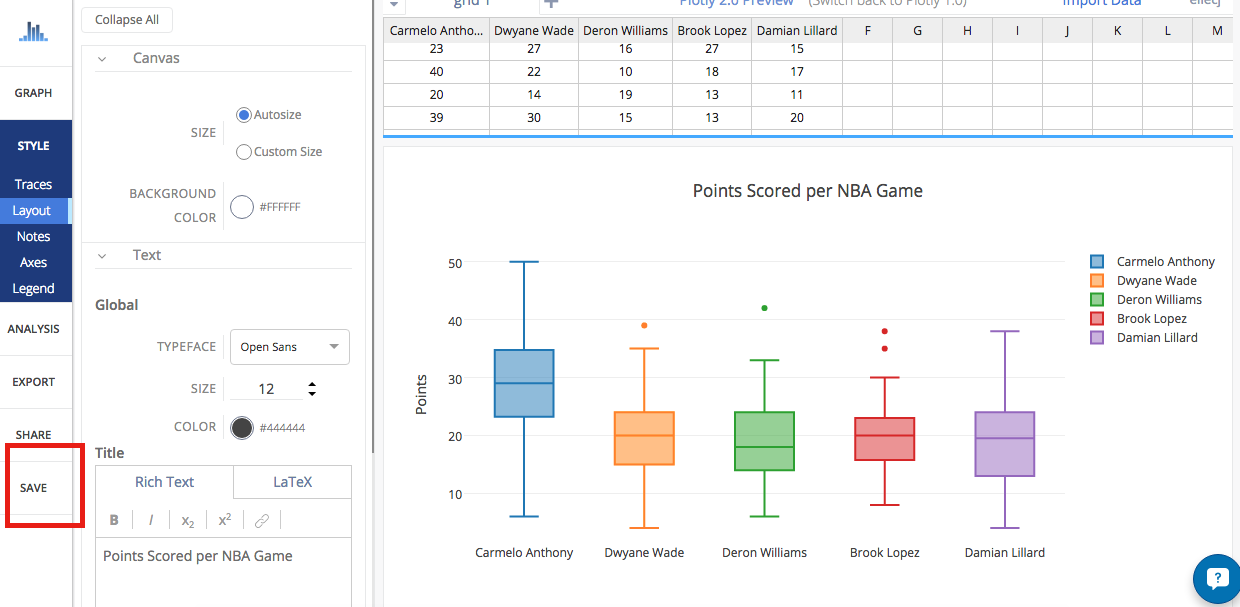 Collapse All
grid 1
Plotly 2.0 Preview (Switch back to Plotly 1.0)
Import Data
Carmelo Antho... Dwyane Wade Deron Williams Brook Lopez Damian Lillard F G H I J K L M
23 27 16 27 15
40 22 10 18 17
20 14 19 13 11
39 30 15 13 20
GRAPH
STYLE
Traces
Layout
Notes
Axes
Legend
ANALYSIS
EXPORT
SHARE
SAVE
Canvas
SIZE
Autosize
Custom Size
BACKGROUND
COLOR
#FFFFFF
Text
Global
TYPEFACE Open Sans
SIZE 12
COLOR #444444
Title
Rich Text LaTeX
B I x2 x2
Points Scored per NBA Game
Points Scored per NBA Game
Points
50
40
30
20
10
Carmelo Anthony Dwyane Wade Deron Williams Brook Lopez Damian Lillard
Carmelo Anthony
Dwyane Wade
Deron Williams
Brook Lopez
Damian Lillard
?